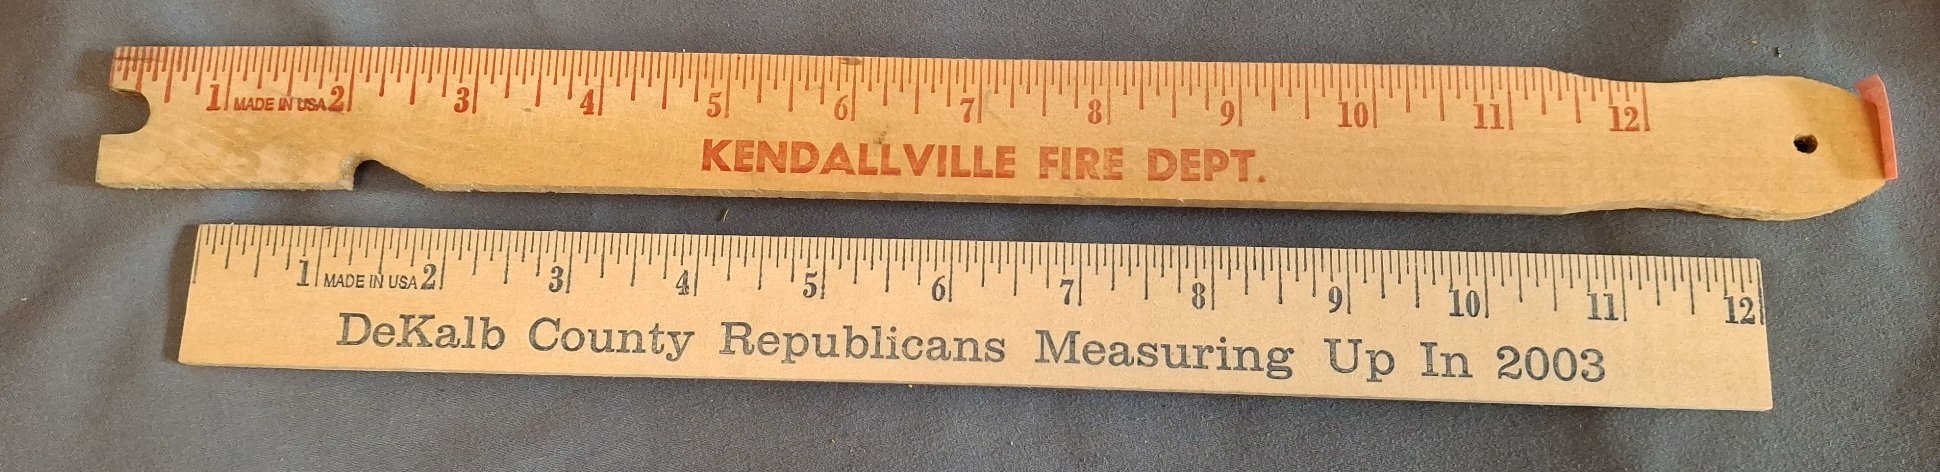 1 MADE IN USA 2 3 4 5 6 7 8 9 10 11 12
KENDALLVILLE FIRE DEPT.
1 MADE IN USA 2 3 4 5 6 7 8 9 10 11 12
DeKalb County Republicans Measuring Up In 2003